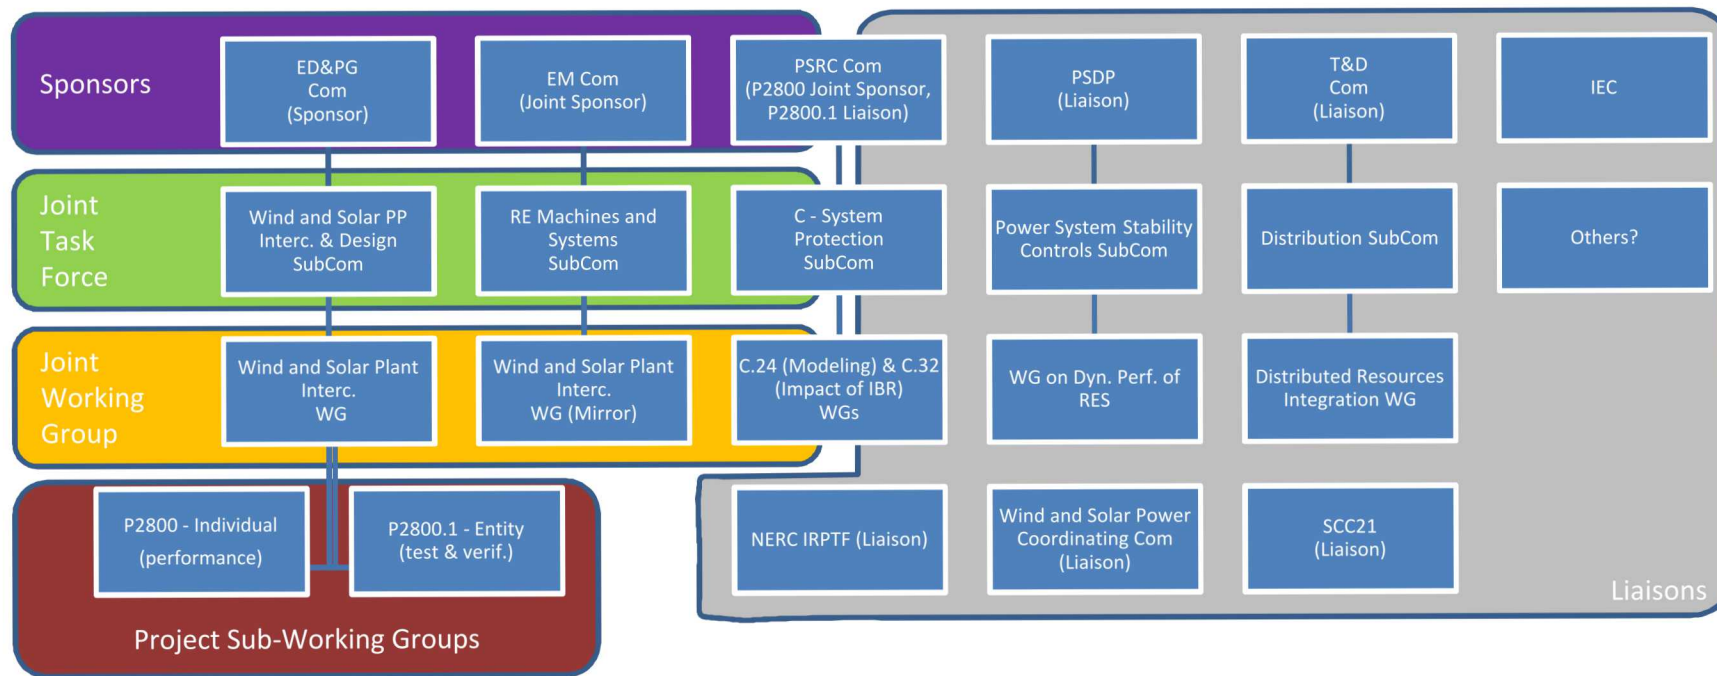 Sponsors
ED&PG
Com
(Sponsor)
EM Com
(Joint Sponsor)
PSRC Com
(P2800 Joint Sponsor,
P2800.1 Liaison)
PSDP
(Liaison)
T&D
Com
(Liaison)
IEC
Joint
Task
Force
Wind and Solar PP
Interc. & Design
SubCom
RE Machines and
Systems
SubCom
C - System
Protection
SubCom
Power System Stability
Controls SubCom
Distribution SubCom
Others?
Joint
Working
Group
Wind and Solar Plant
Interc.
WG
Wind and Solar Plant
Interc.
WG (Mirror)
C.24 (Modeling) & C.32
(Impact of IBR)
WGs
WG on Dyn. Perf. of
RES
Distributed Resources
Integration WG
P2800 - Individual
(performance)
P2800.1 - Entity
(test & verif.)
NERC IRPTF (Liaison)
Wind and Solar Power
Coordinating Com
(Liaison)
SCC21
(Liaison)
Liaisons
Project Sub-Working Groups